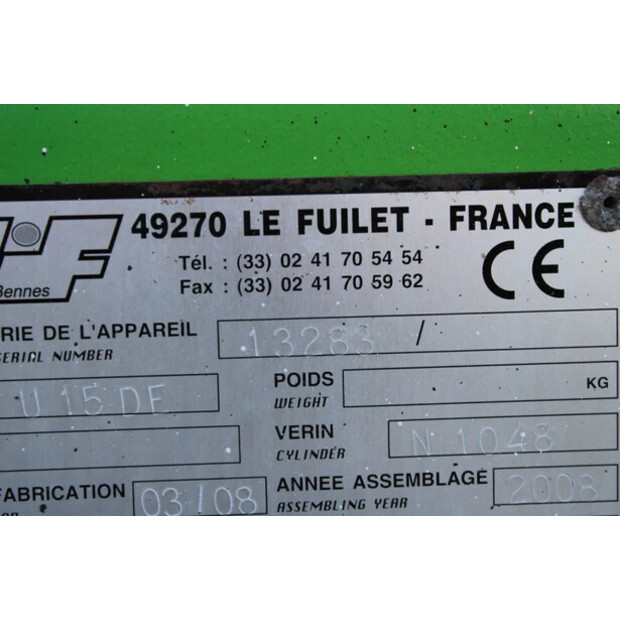 49270 LE FUILET - FRANCE
Bennes
Tél. : (33) 02 41 70 54 54
Fax : (33) 02 41 70 59 62
CE
RIE DE L'APPAREIL 13283 /
SERIAL NUMBER
U 15 DF
POIDS KG
WEIGHT
VERIN N 1048
CYLINDER
FABRICATION 03/08
ANNEE ASSEMBLAGE 2008
ASSEMBLING YEAR